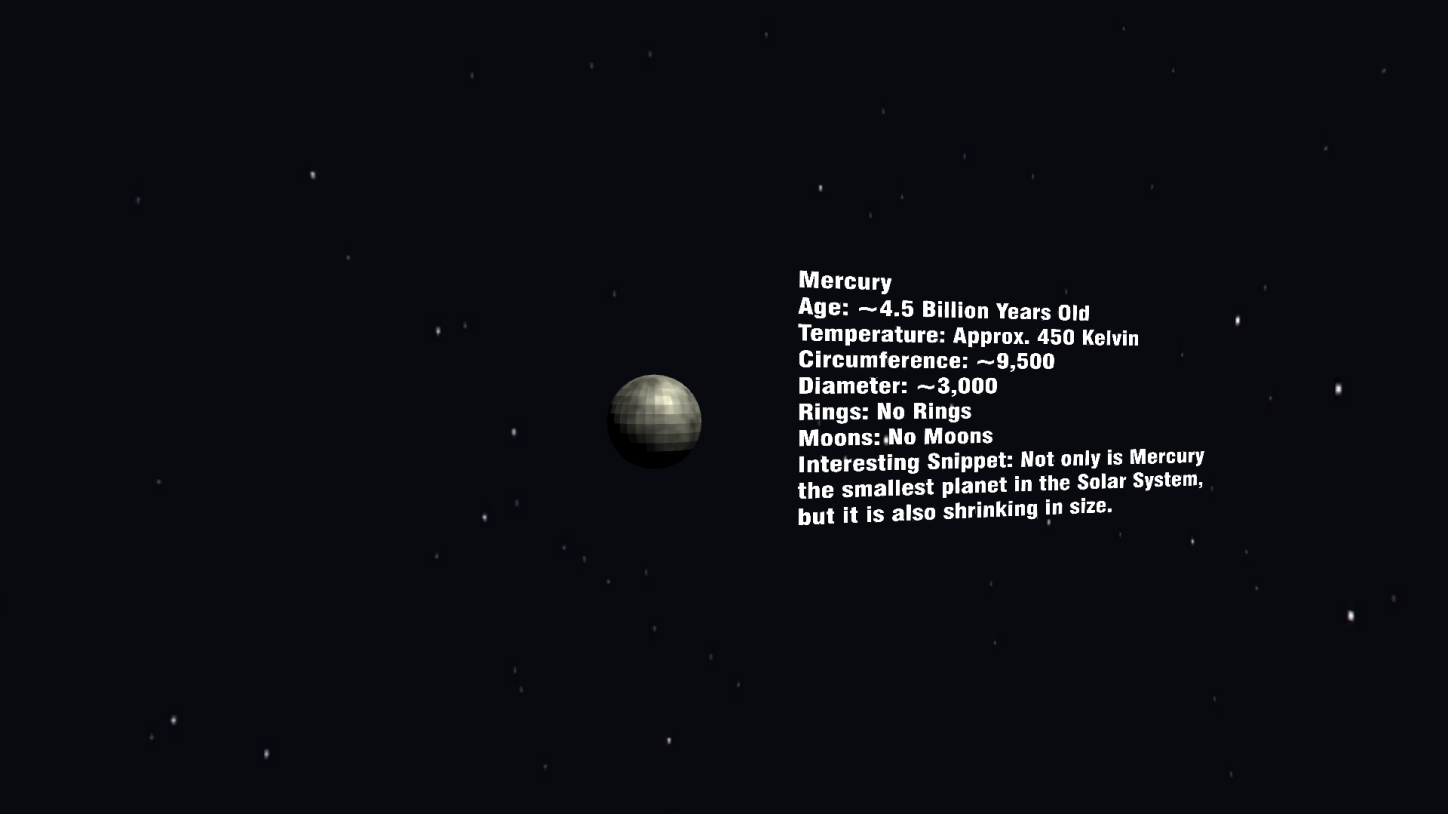 Mercury
Age: ~4.5 Billion Years Old
Temperature: Approx. 450 Kelvin
Circumference: ~9,500
Diameter: ~3,000
Rings: No Rings
Moons: No Moons
Interesting Snippet: Not only is Mercury
the smallest planet in the Solar System,
but it is also shrinking in size.